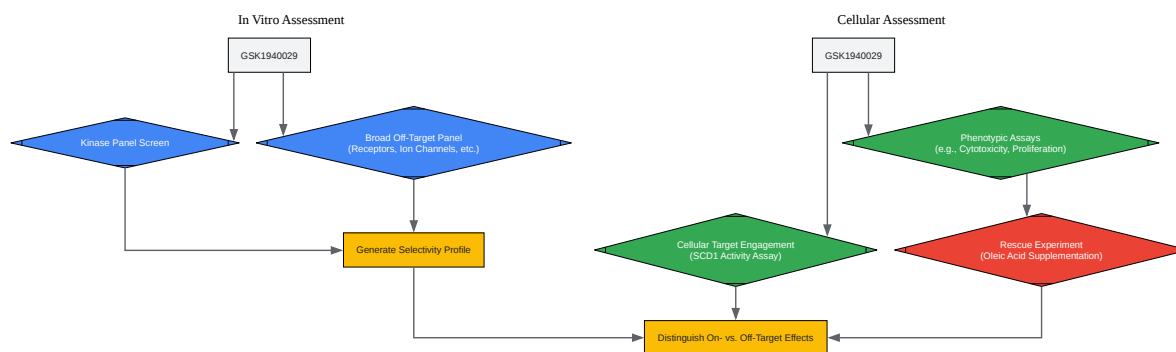 In Vitro Assessment
GSK1940029
Kinase Panel Screen
Broad Off-Target Panel
(Receptors, Ion Channels, etc.)
Generate Selectivity Profile
Cellular Assessment
GSK1940029
Phenotypic Assays
(e.g., Cytotoxicity, Proliferation)
Cellular Target Engagement
(SCD1 Activity Assay)
Rescue Experiment
(Oleic Acid Supplementation)
Distinguish On- vs. Off-Target Effects